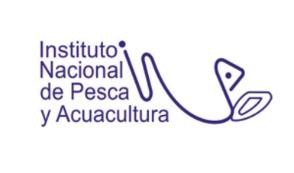 Instituto
Nacional
de Pesca
y Acuacultura